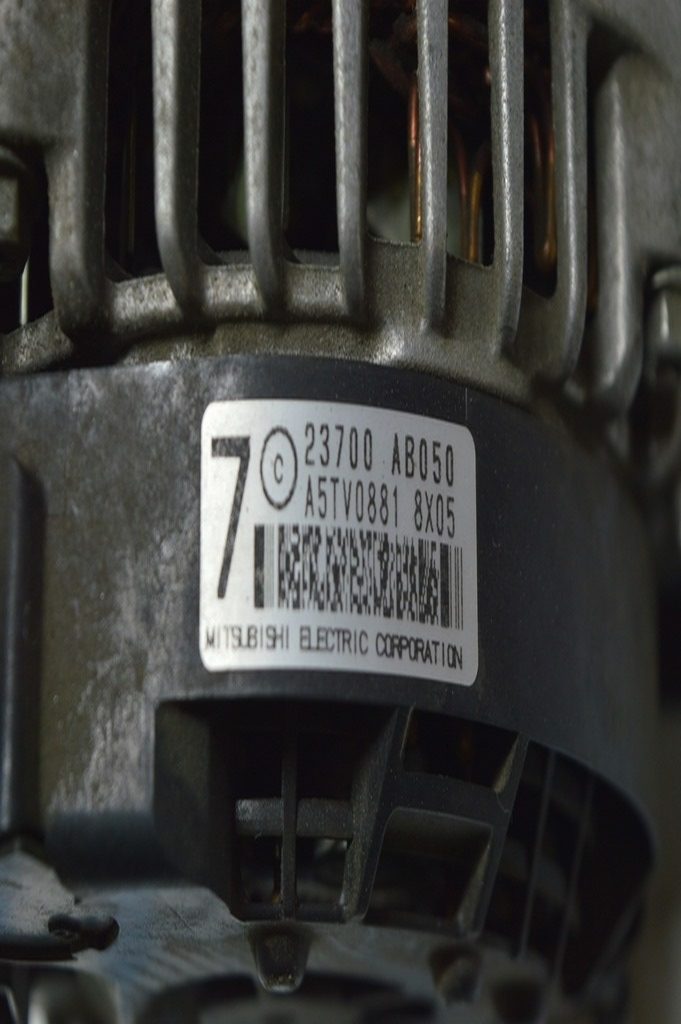 7 © 23700 AB050
A5TV0881 8X05
MITSUBISHI ELECTRIC CORPORATION